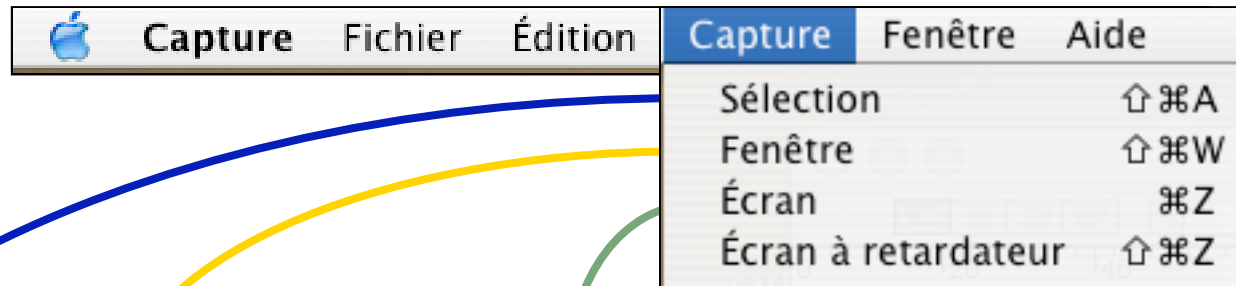 Capture Fichier Édition Capture Fenêtre Aide
Sélection ⇧⌘A
Fenêtre ⇧⌘W
Écran ⌘Z
Écran à retardateur ⇧⌘Z